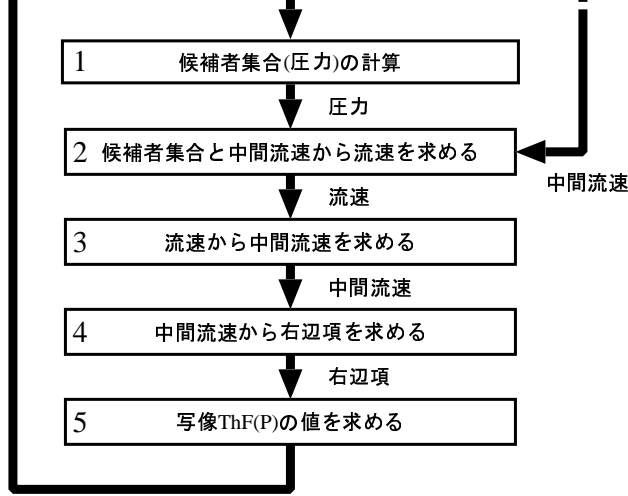 1 候補者集合(圧力)の計算
圧力
2 候補者集合と中間流速から流速を求める
中間流速
流速
3 流速から中間流速を求める
中間流速
4 中間流速から右辺項を求める
右辺項
5 写像ThF(P)の値を求める